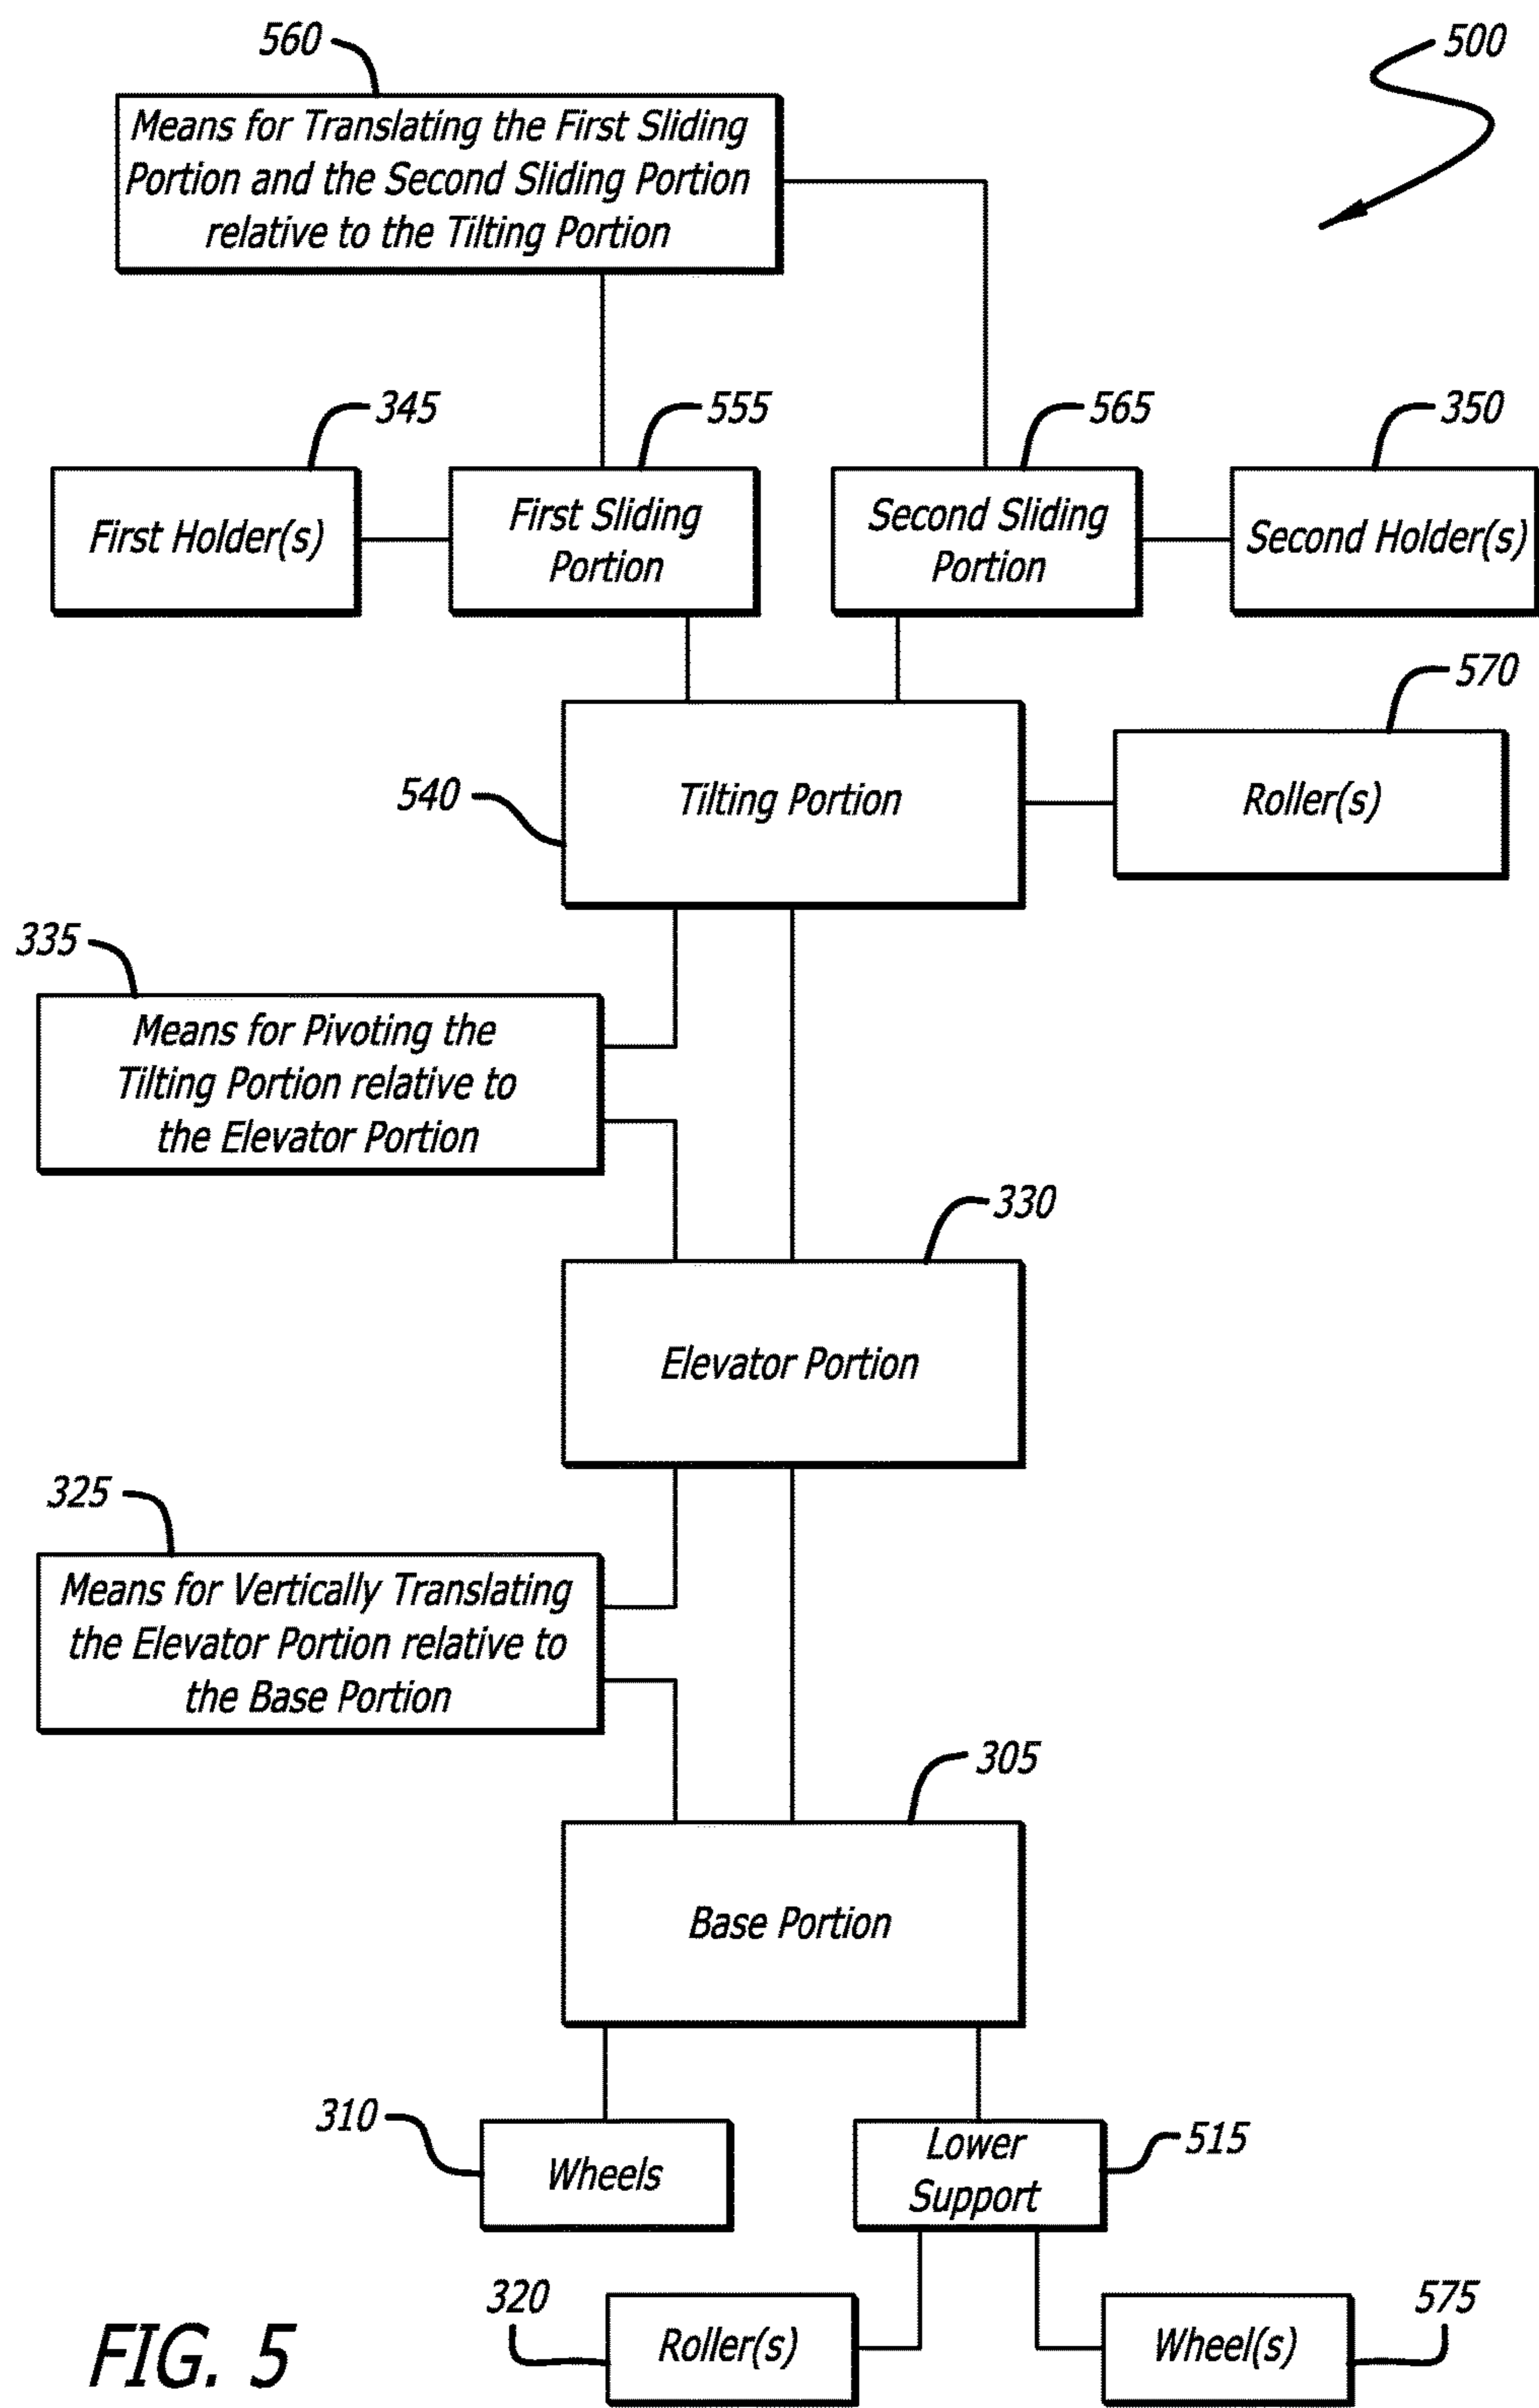 560
500
Means for Translating the First Sliding
Portion and the Second Sliding Portion
relative to the Tilting Portion
345
555
565
350
First Holder(s)
First Sliding
Portion
Second Sliding
Portion
Second Holder(s)
570
540
Tilting Portion
Roller(s)
335
Means for Pivoting the
Tilting Portion relative to
the Elevator Portion
330
Elevator Portion
325
Means for Vertically Translating
the Elevator Portion relative to
the Base Portion
305
Base Portion
310
Wheels
Lower
Support
515
320
Roller(s)
Wheel(s)
575
FIG. 5